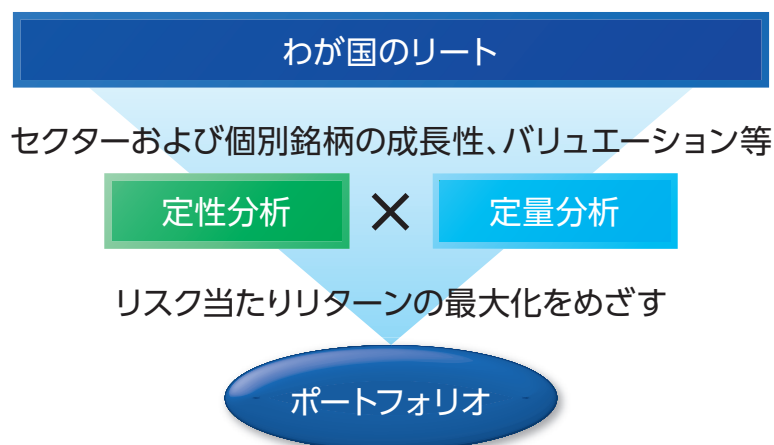 わが国のリート
セクターおよび個別銘柄の成長性、バリュエーション等
定性分析 × 定量分析
リスク当たりリターンの最大化をめざす
ポートフォリオ